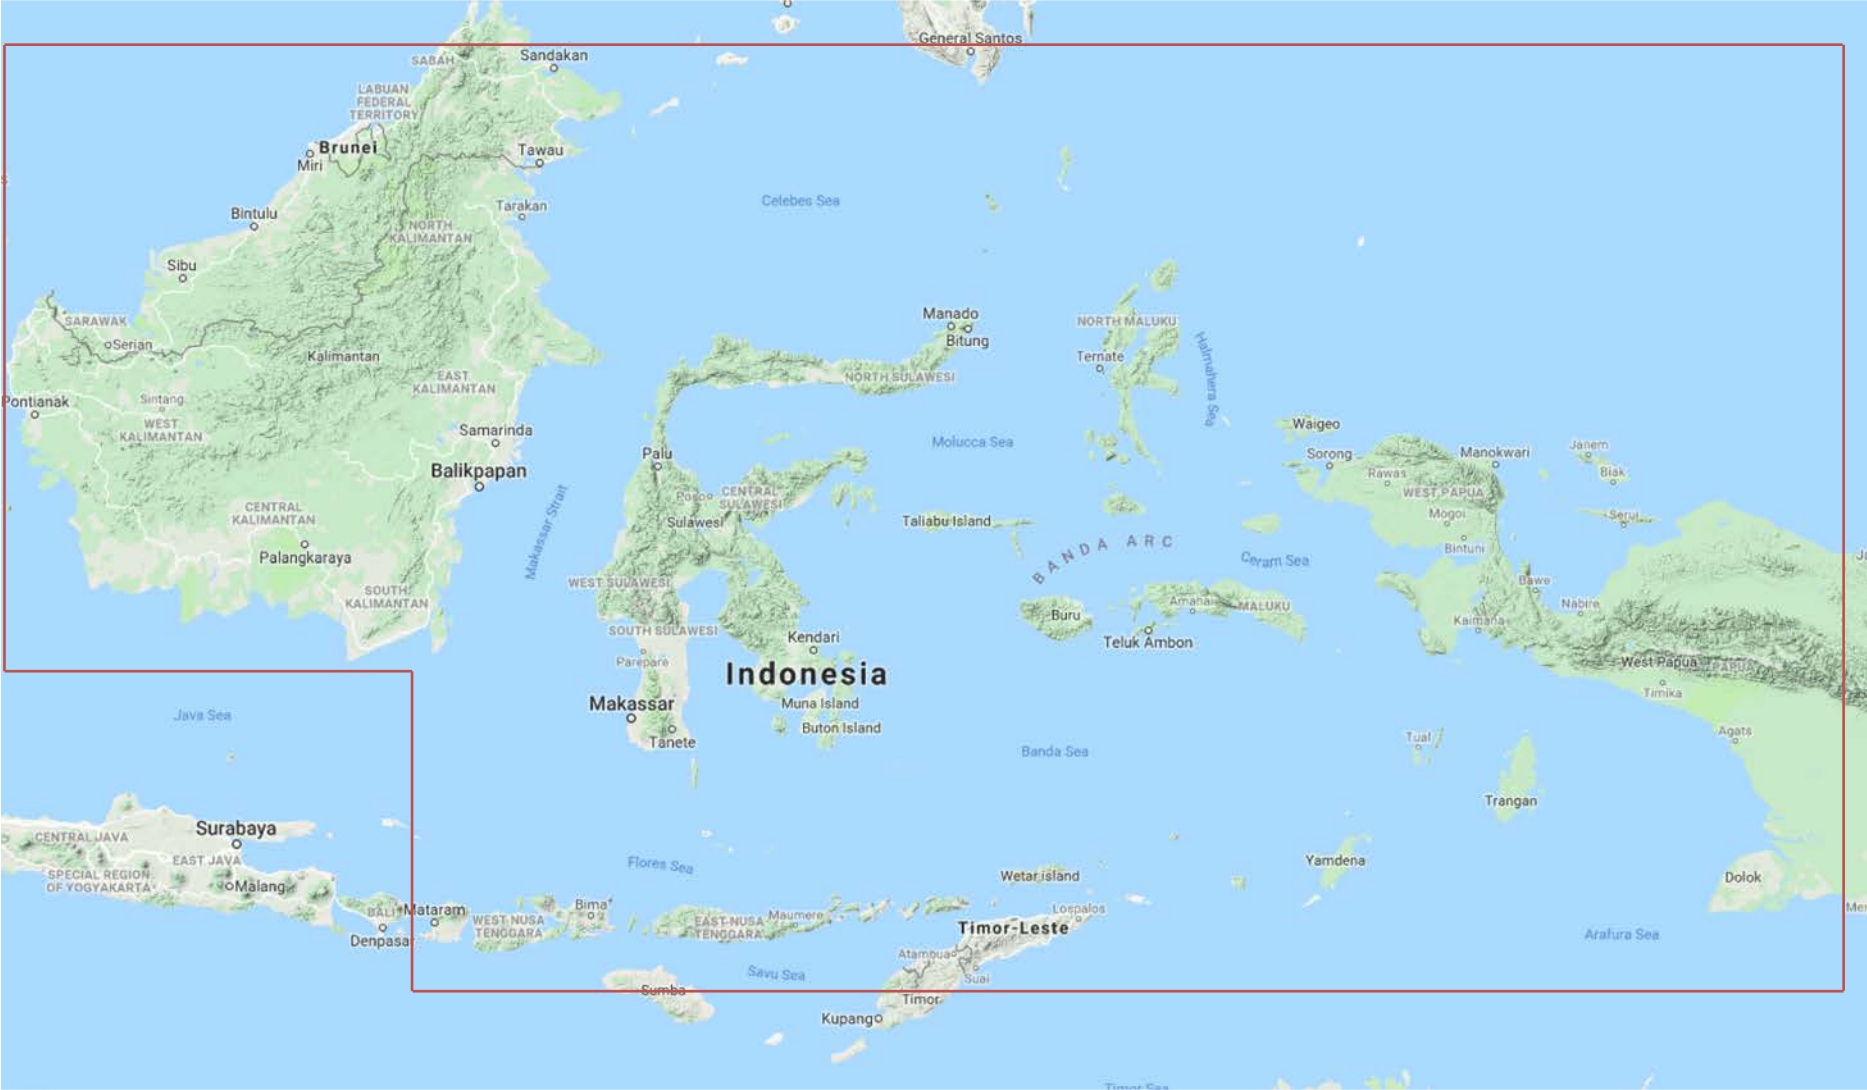 General Santos
Sandakan
SABAH
LABUAN
FEDERAL
TERRITORY
Brunei
Miri
Tawau
Celebes Sea
Tarakan
Bintulu
NORTH
KALIMANTAN
Sibu
Manado
Bitung
NORTH MALUKU
SARAWAK
Serian
Kalimantan
Ternate
Halmahera Sea
EAST
KALIMANTAN
NORTH SULAWESI
Pontianak
Sintang
WEST
KALIMANTAN
Samarinda
Waigeo
Molucca Sea
Palu
Sorong
Manokwari
Janem
Biak
Rawas
Balikpapan
WEST PAPUA
Makassar Strait
Poso
CENTRAL
SULAWESI
CENTRAL
KALIMANTAN
Sulawesi
Taliabu Island
Mogoi
Serui
BANDA ARC
Bintuni
Palangkaraya
Ceram Sea
WEST SULAWESI
Bawe
SOUTH
KALIMANTAN
Amahai
MALUKU
Nabire
Buru
Kaimana
SOUTH SULAWESI
Kendari
Teluk Ambon
Parepare
West Papua
PAPUA
Indonesia
Timika
Makassar
Muna Island
Java Sea
Buton Island
Tanete
Tual
Agats
Banda Sea
Trangan
Surabaya
CENTRAL JAVA
EAST JAVA
Flores Sea
Yamdena
SPECIAL REGION
OF YOGYAKARTA
Malang
Wetar island
Dolok
BALI
Mataram
Bima
WEST NUSA
TENGGARA
EAST NUSA
TENGGARA
Maumere
Lospalos
Timor-Leste
Denpasar
Arafura Sea
Atambua
Savu Sea
Suai
Sumba
Timor
Kupang
Timor Sea